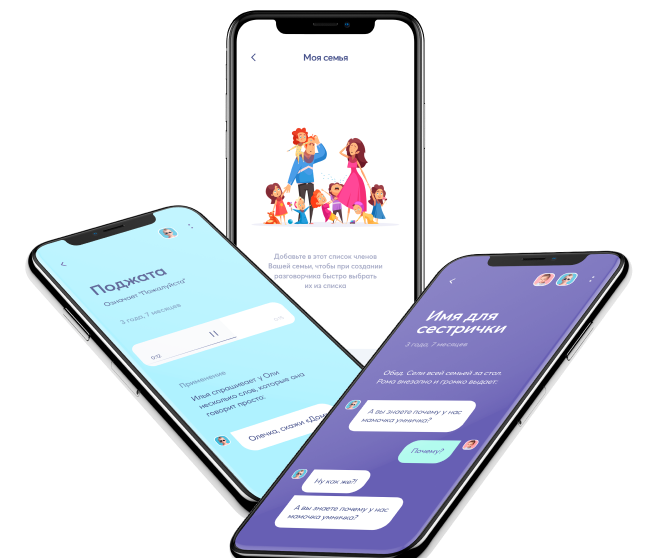 Моя семья
Добавьте в этот список членов
Вашей семьи, чтобы при создании
разговорчика быстро выбрать
их из списка
Поджата
Означает "Пожалуйста"
3 года, 7 месяцев
0:12
Применение
Илья спрашивает у Оли
несколько слов, которые она
говорит просто:
Олечка, скажи «Дом
Имя для
сестрички
3 года, 7 месяцев
Обед. Сели всей семьей за стол.
Рома внезапно и громко выдает:
А вы знаете почему у нас
мамочка умничка?
Почему?
Ну как же?!
А вы знаете почему у нас
мамочка умничка?